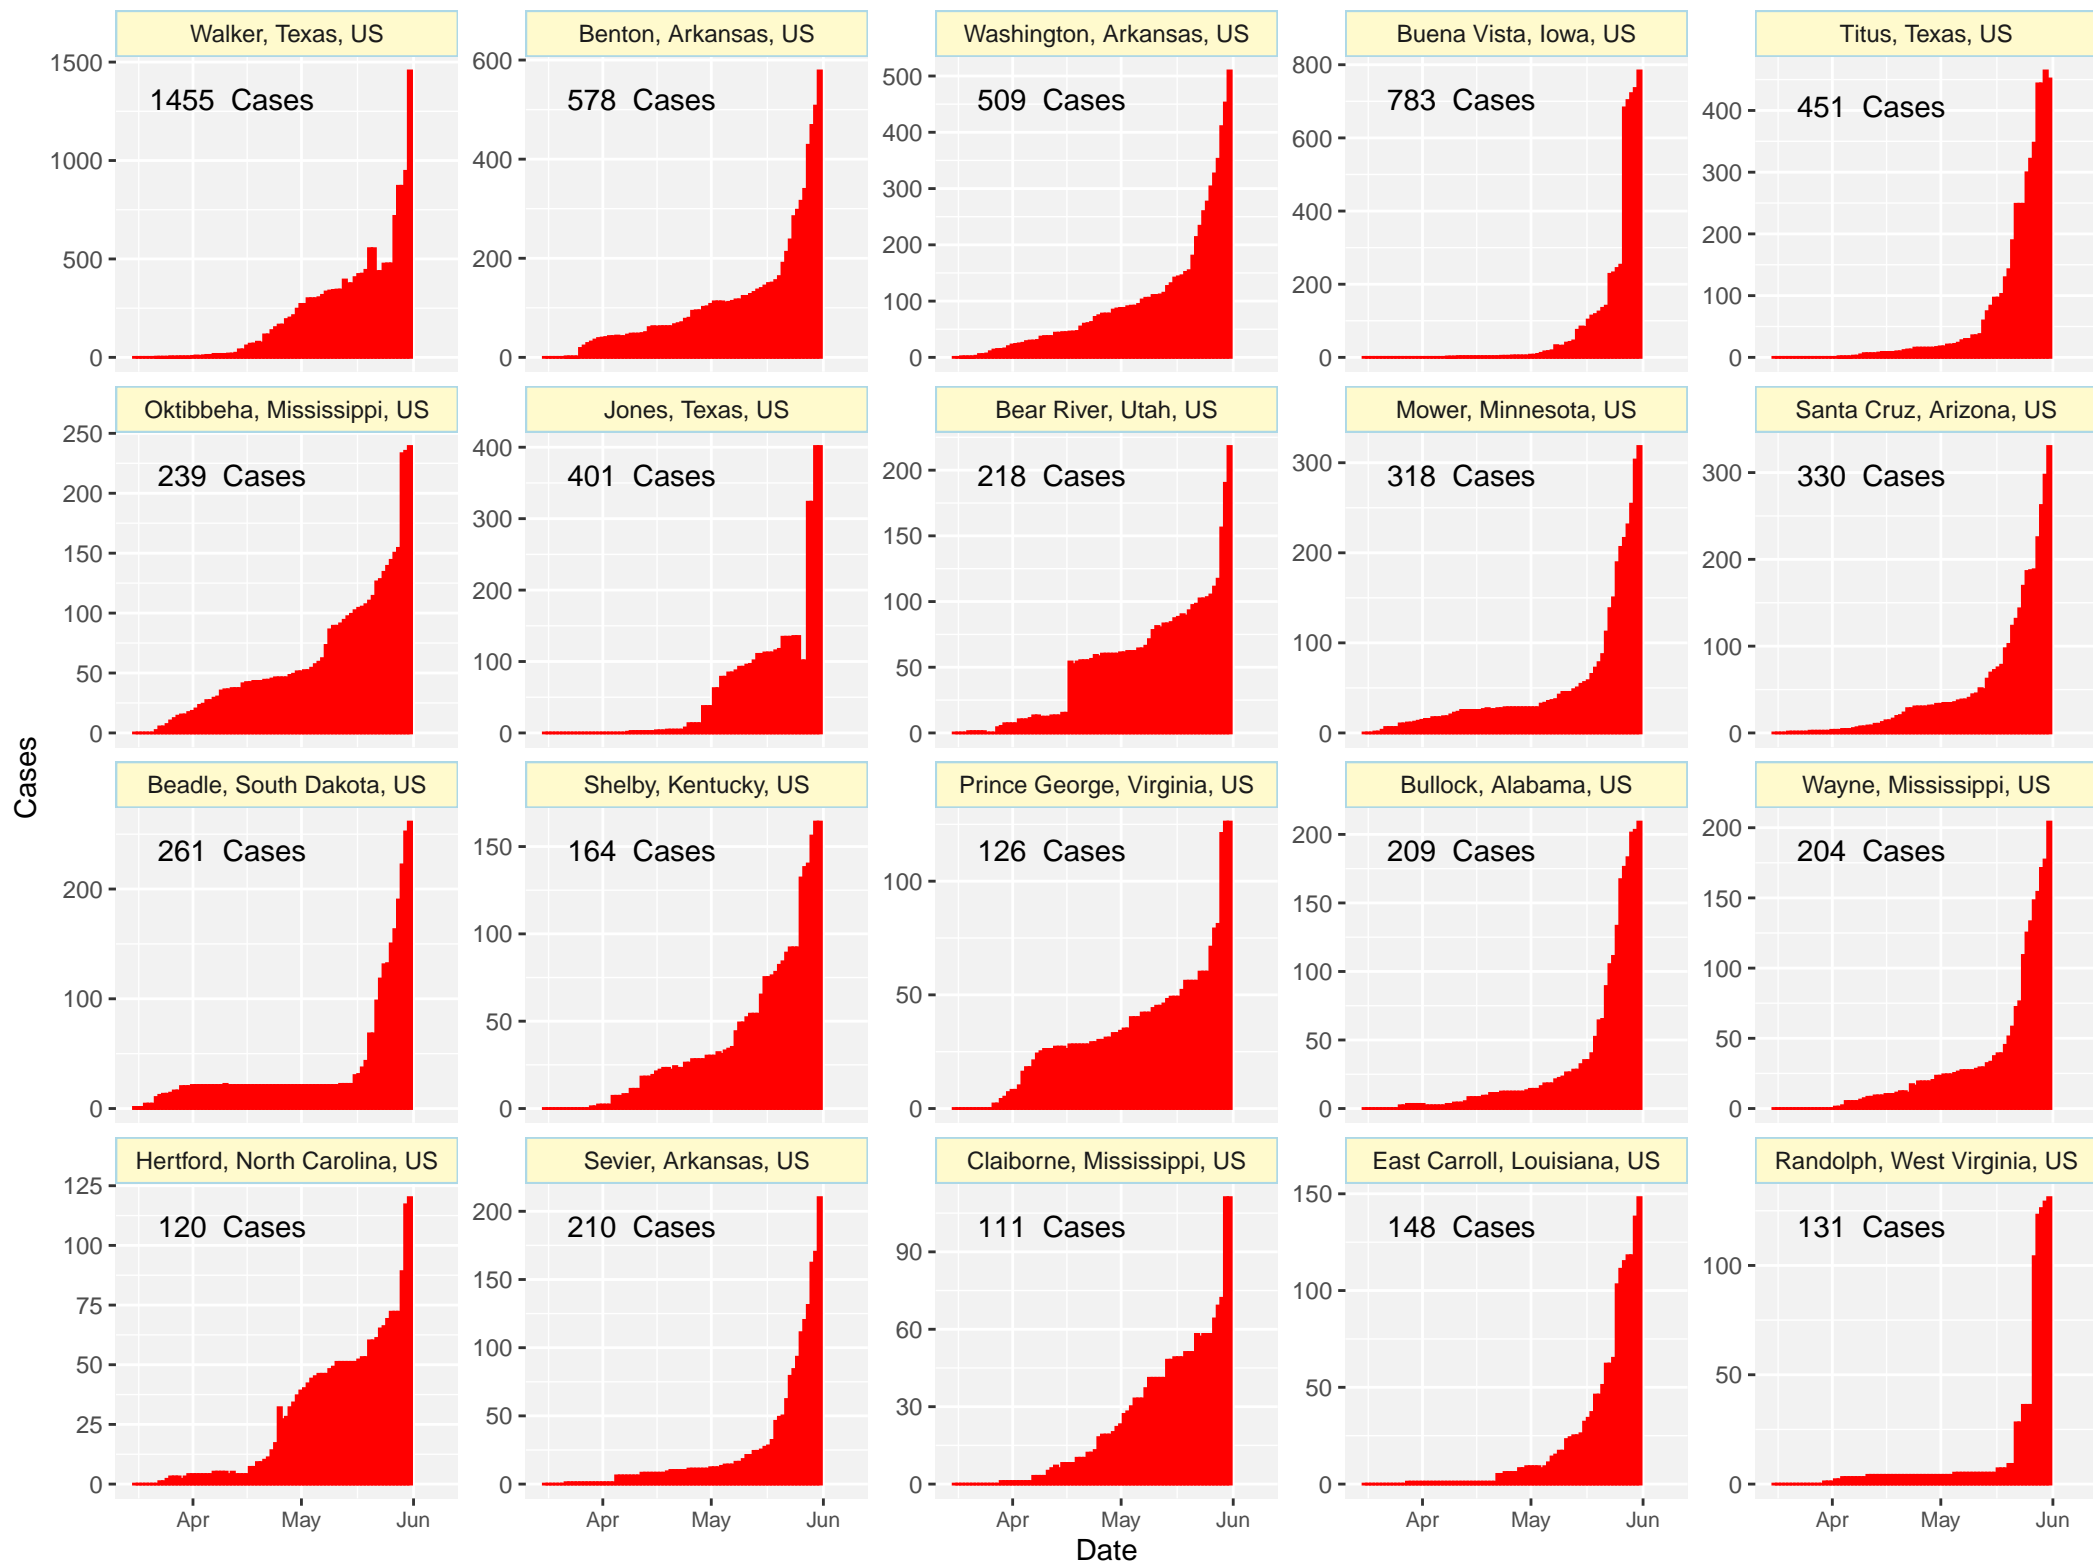 Walker, Texas, US
Benton, Arkansas, US
Washington, Arkansas, US
Buena Vista, Iowa, US
Titus, Texas, US
1500
1000
500
0
1455 Cases
600
400
200
0
578 Cases
500
400
300
200
100
0
509 Cases
800
600
400
200
0
783 Cases
400
300
200
100
0
451 Cases
Oktibbeha, Mississippi, US
Jones, Texas, US
Bear River, Utah, US
Mower, Minnesota, US
Santa Cruz, Arizona, US
250
200
150
100
50
0
239 Cases
400
300
200
100
0
401 Cases
200
150
100
50
0
218 Cases
300
200
100
0
318 Cases
300
200
100
0
330 Cases
Cases
Beadle, South Dakota, US
Shelby, Kentucky, US
Prince George, Virginia, US
Bullock, Alabama, US
Wayne, Mississippi, US
200
100
0
261 Cases
150
100
50
0
164 Cases
100
50
0
126 Cases
200
150
100
50
0
209 Cases
200
150
100
50
0
204 Cases
Hertford, North Carolina, US
Sevier, Arkansas, US
Claiborne, Mississippi, US
East Carroll, Louisiana, US
Randolph, West Virginia, US
125
100
75
50
25
0
120 Cases
200
150
100
50
0
210 Cases
90
60
30
0
111 Cases
150
100
50
0
148 Cases
100
50
0
131 Cases
Apr May Jun
Apr May Jun
Apr May Jun
Apr May Jun
Apr May Jun
Date